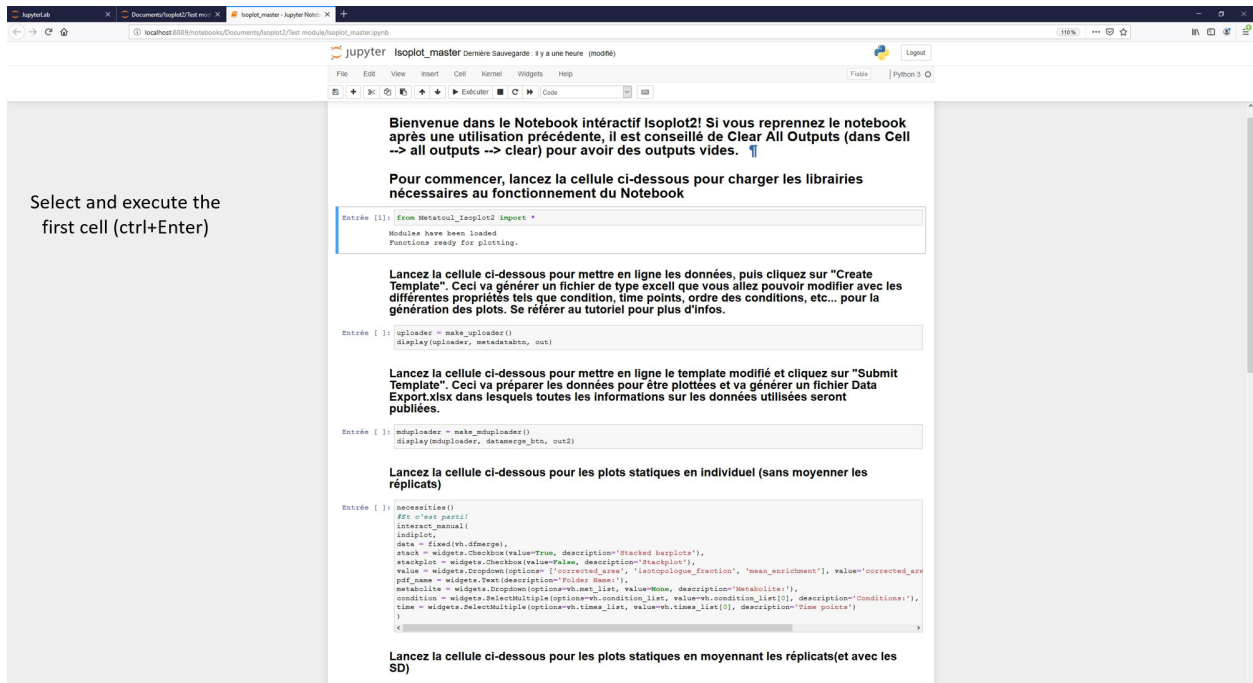 JupyterLab
Documents/Isoplot2/Test mod
Isoplot_master - Jupyter Noteb
localhost:8889/notebooks/Documents/Isoplot2/Test module/Isoplot_master.ipynb
110 %
jupyter Isoplot_master Dernière Sauvegarde : il y a une heure (modifié)
Logout
File Edit View Insert Cell Kernel Widgets Help
Fiable
Python 3
Exécuter
Code
Select and execute the
first cell (ctrl+Enter)
Bienvenue dans le Notebook intéractif Isoplot2! Si vous reprennez le notebook
après une utilisation précédente, il est conseillé de Clear All Outputs (dans Cell
--> all outputs --> clear) pour avoir des outputs vides. ¶
Pour commencer, lancez la cellule ci-dessous pour charger les librairies
nécessaires au fonctionnement du Notebook
Entrée [1]: from Metatoul_Isoplot2 import *
Modules have been loaded
Functions ready for plotting.
Lancez la cellule ci-dessous pour mettre en ligne les données, puis cliquez sur "Create
Template". Ceci va générer un fichier de type excell que vous allez pouvoir modifier avec les
différentes propriétés tels que condition, time points, ordre des conditions, etc... pour la
génération des plots. Se référer au tutoriel pour plus d'infos.
Entrée [ ]: uploader = make_uploader()
display(uploader, metadatabtn, out)
Lancez la cellule ci-dessous pour mettre en ligne le template modifié et cliquez sur "Submit
Template". Ceci va préparer les données pour être plottées et va générer un fichier Data
Export.xlsx dans lesquels toutes les informations sur les données utilisées seront
publiées.
Entrée [ ]: mduploader = make_mduploader()
display(mduploader, datamerge_btn, out2)
Lancez la cellule ci-dessous pour les plots statiques en individuel (sans moyenner les
réplicats)
Entrée [ ]: necessities()
#Et c'est parti!
interact_manual(
indiplot,
data = fixed(vh.dfmerge),
stack = widgets.Checkbox(value=True, description='Stacked barplots'),
stackplot = widgets.Checkbox(value=False, description='Stackplot'),
value = widgets.Dropdown(options= ['corrected_area', 'isotopologue_fraction', 'mean_enrichment'], value='corrected_are
pdf_name = widgets.Text(description='Folder Name:'),
metabolite = widgets.Dropdown(options=vh.met_list, value=None, description='Metabolite:'),
condition = widgets.SelectMultiple(options=vh.condition_list, value=vh.condition_list[0], description='Conditions:'),
time = widgets.SelectMultiple(options=vh.times_list, value=vh.times_list[0], description='Time points')
)
Lancez la cellule ci-dessous pour les plots statiques en moyennant les réplicats(et avec les
SD)